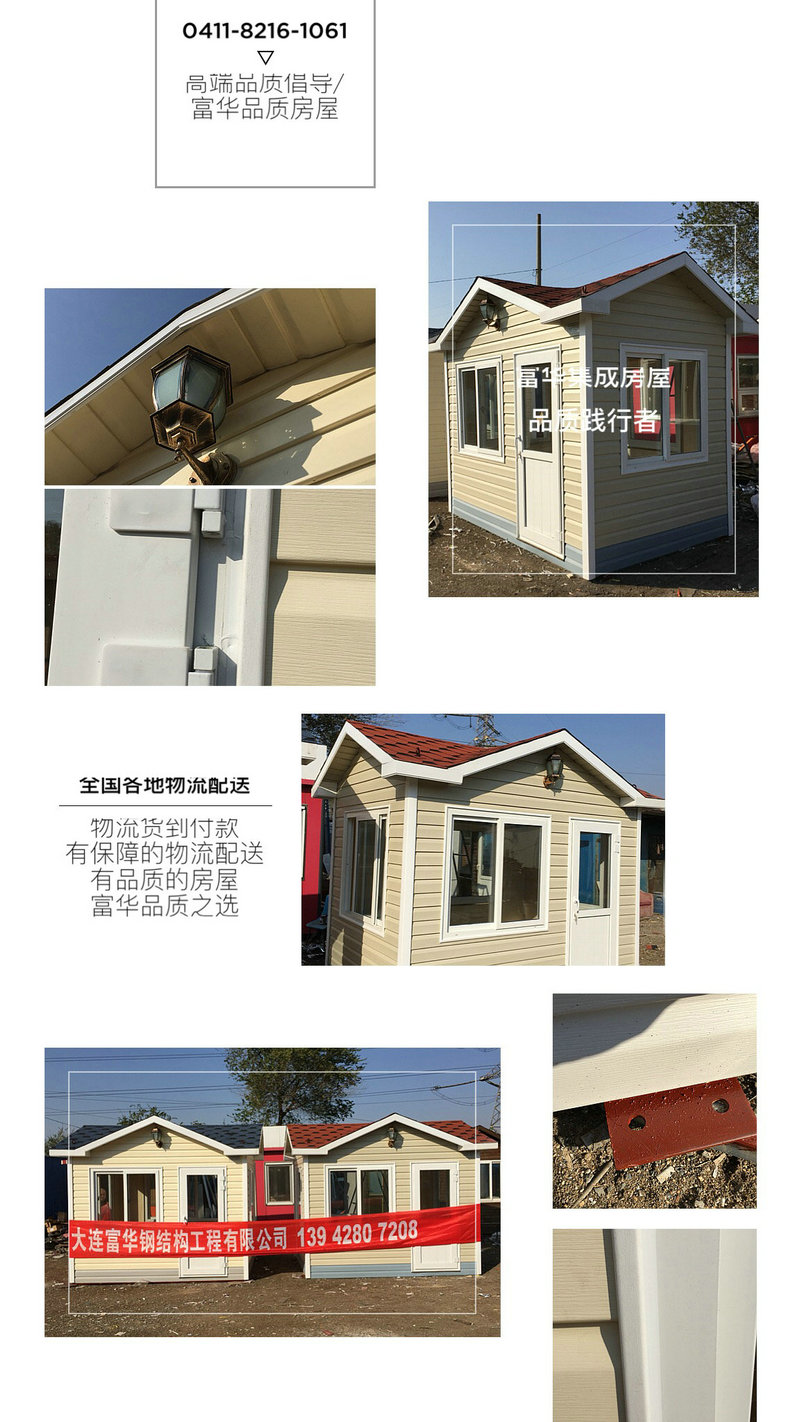 0411-8216-1061
高端品质倡导/
富华品质房屋
富华集成房屋
品质践行者
全国各地物流配送
物流货到付款
有保障的物流配送
有品质的房屋
富华品质之选
大连富华钢结构工程有限公司 139 4280 7208